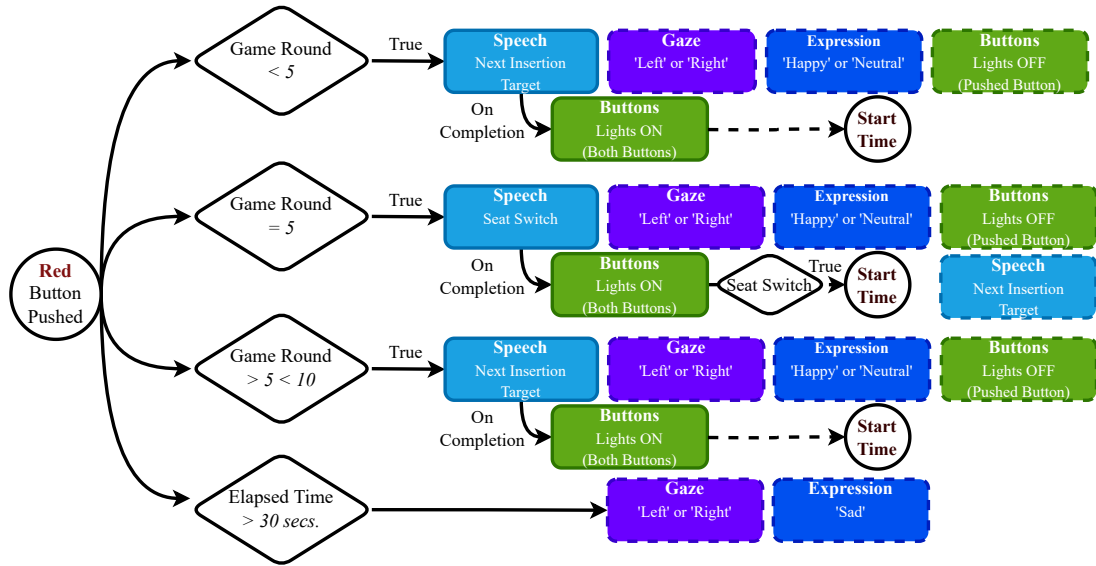 Red
Button
Pushed
Game Round
< 5
True
Speech
Next Insertion
Target
Gaze
'Left' or 'Right'
Expression
'Happy' or 'Neutral'
Buttons
Lights OFF
(Pushed Button)
On
Completion
Buttons
Lights ON
(Both Buttons)
Start
Time
Game Round
= 5
True
Speech
Seat Switch
Gaze
'Left' or 'Right'
Expression
'Happy' or 'Neutral'
Buttons
Lights OFF
(Pushed Button)
On
Completion
Buttons
Lights ON
(Both Buttons)
Seat Switch
True
Start
Time
Speech
Next Insertion
Target
Game Round
> 5 < 10
True
Speech
Next Insertion
Target
Gaze
'Left' or 'Right'
Expression
'Happy' or 'Neutral'
Buttons
Lights OFF
(Pushed Button)
On
Completion
Buttons
Lights ON
(Both Buttons)
Start
Time
Elapsed Time
> 30 secs.
Gaze
'Left' or 'Right'
Expression
'Sad'